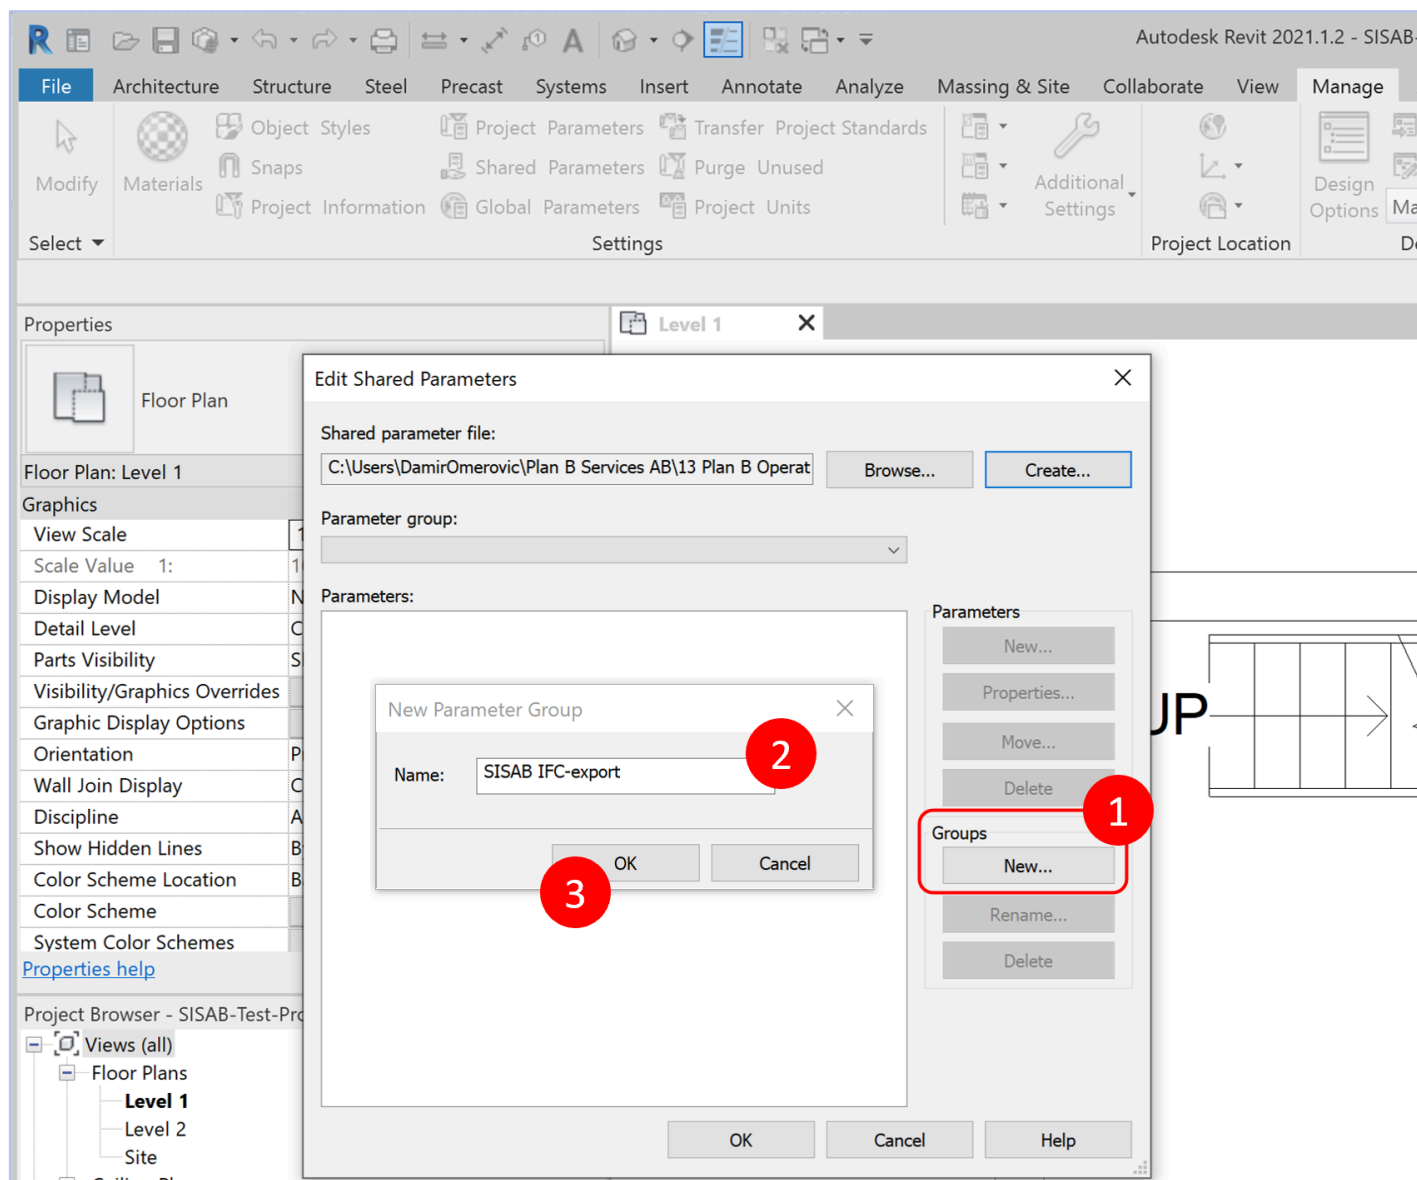 Autodesk Revit 2021.1.2 - SISAB-
File Architecture Structure Steel Precast Systems Insert Annotate Analyze Massing & Site Collaborate View Manage
Modify
Materials
Object Styles
Snaps
Project Information
Project Parameters
Shared Parameters
Global Parameters
Transfer Project Standards
Purge Unused
Project Units
Additional
Settings
Design
Options
Ma
Select
Settings
Project Location
Properties
Level 1
Floor Plan
Floor Plan: Level 1
Graphics
View Scale
Scale Value 1:
Display Model N
Detail Level C
Parts Visibility
Visibility/Graphics Overrides
Graphic Display Options
Orientation
Wall Join Display C
Discipline A
Show Hidden Lines B
Color Scheme Location B
Color Scheme
System Color Schemes
Properties help
Project Browser - SISAB-Test-Pro
Views (all)
Floor Plans
Level 1
Level 2
Site
Edit Shared Parameters
Shared parameter file:
C:\Users\DamirOmerovic\Plan B Services AB\13 Plan B Operat
Browse...
Create...
Parameter group:
Parameters:
Parameters
New...
Properties...
Move...
Delete
1
Groups
New...
Rename...
Delete
New Parameter Group
2
Name: SISAB IFC-export
OK
Cancel
3
OK
Cancel
Help
UP